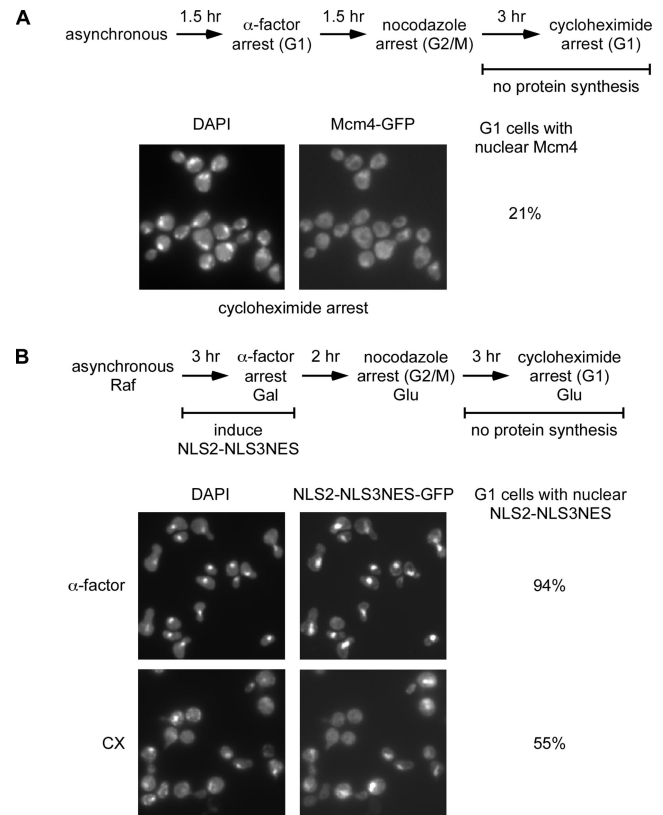 A
1.5 hr
1.5 hr
3 hr
asynchronous
α-factor
arrest (G1)
nocodazole
arrest (G2/M)
cycloheximide
arrest (G1)
no protein synthesis
DAPI
Mcm4-GFP
G1 cells with
nuclear Mcm4
21%
cycloheximide arrest
B
asynchronous
Raf
3 hr
α-factor
arrest
Gal
2 hr
nocodazole
arrest (G2/M)
Glu
3 hr
cycloheximide
arrest (G1)
Glu
induce
NLS2-NLS3NES
no protein synthesis
DAPI
NLS2-NLS3NES-GFP
G1 cells with nuclear
NLS2-NLS3NES
α-factor
94%
CX
55%